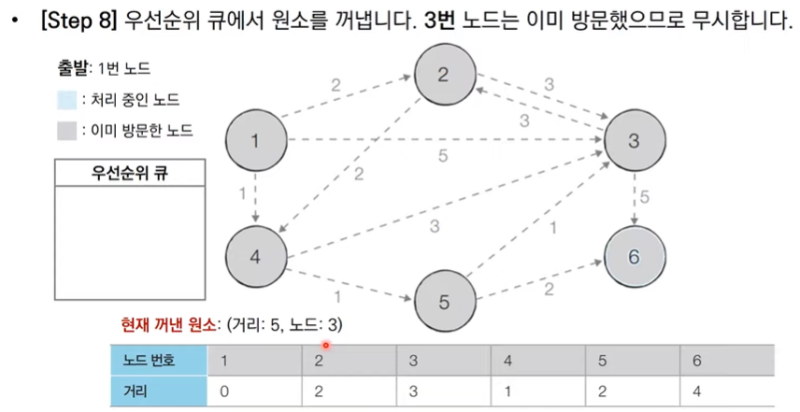 • [Step 8] 우선순위 큐에서 원소를 꺼냅니다. 3번 노드는 이미 방문했으므로 무시합니다.
출발: 1번 노드
: 처리 중인 노드
: 이미 방문한 노드
우선순위 큐
1
2
3
4
5
6
2
3
3
5
2
1
3
1
1
2
5
현재 꺼낸 원소: (거리: 5, 노드: 3)
노드 번호 1 2 3 4 5 6
거리 0 2 3 1 2 4